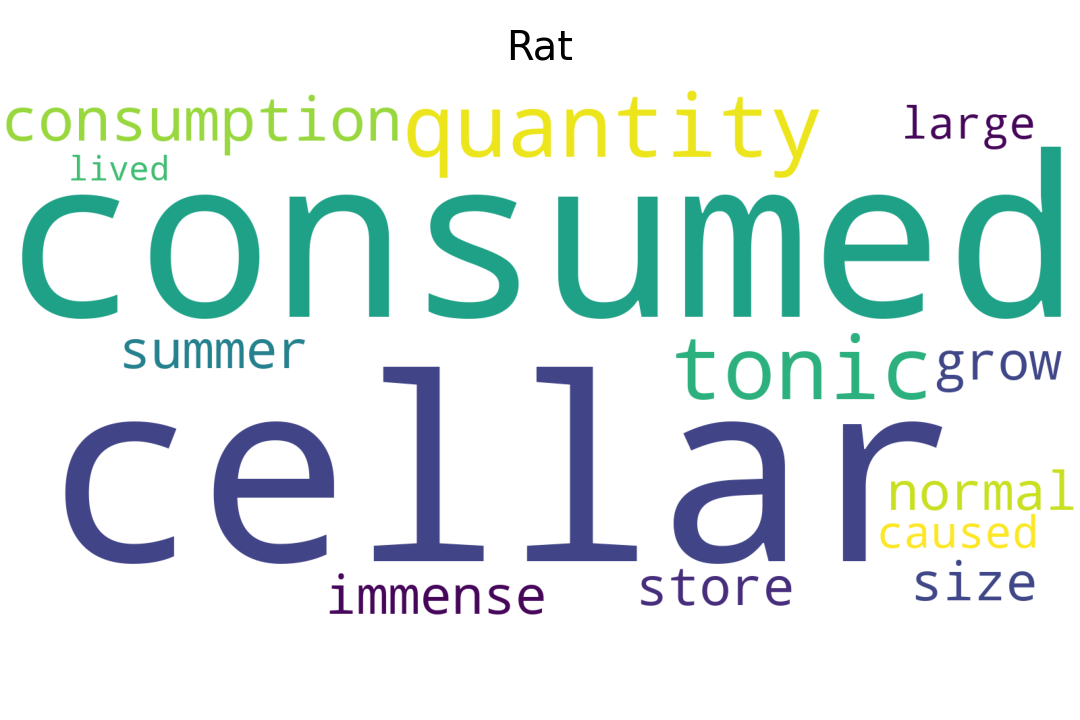 Rat
consumption quantity large
lived
consumed
summer tonic grow
cellar
normal
caused
immense store size